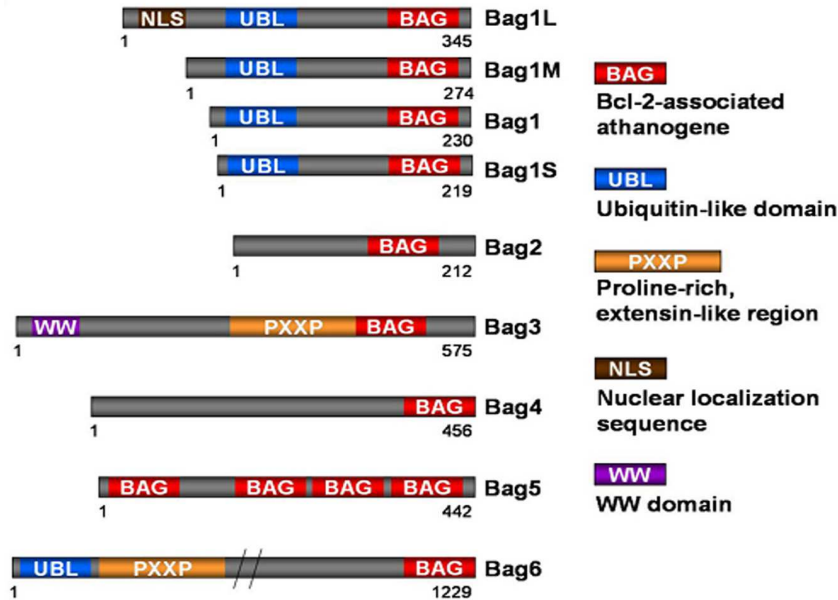 NLS UBL BAG Bag1L
1 345
UBL BAG Bag1M
1 274
UBL BAG Bag1
1 230
UBL BAG Bag1S
1 219
BAG Bag2
1 212
WW PXXP BAG Bag3
1 575
BAG Bag4
1 456
BAG BAG BAG BAG Bag5
1 442
UBL PXXP BAG Bag6
1 1229
BAG
Bcl-2-associated
athanogene
UBL
Ubiquitin-like domain
PXXP
Proline-rich,
extensin-like region
NLS
Nuclear localization
sequence
WW
WW domain